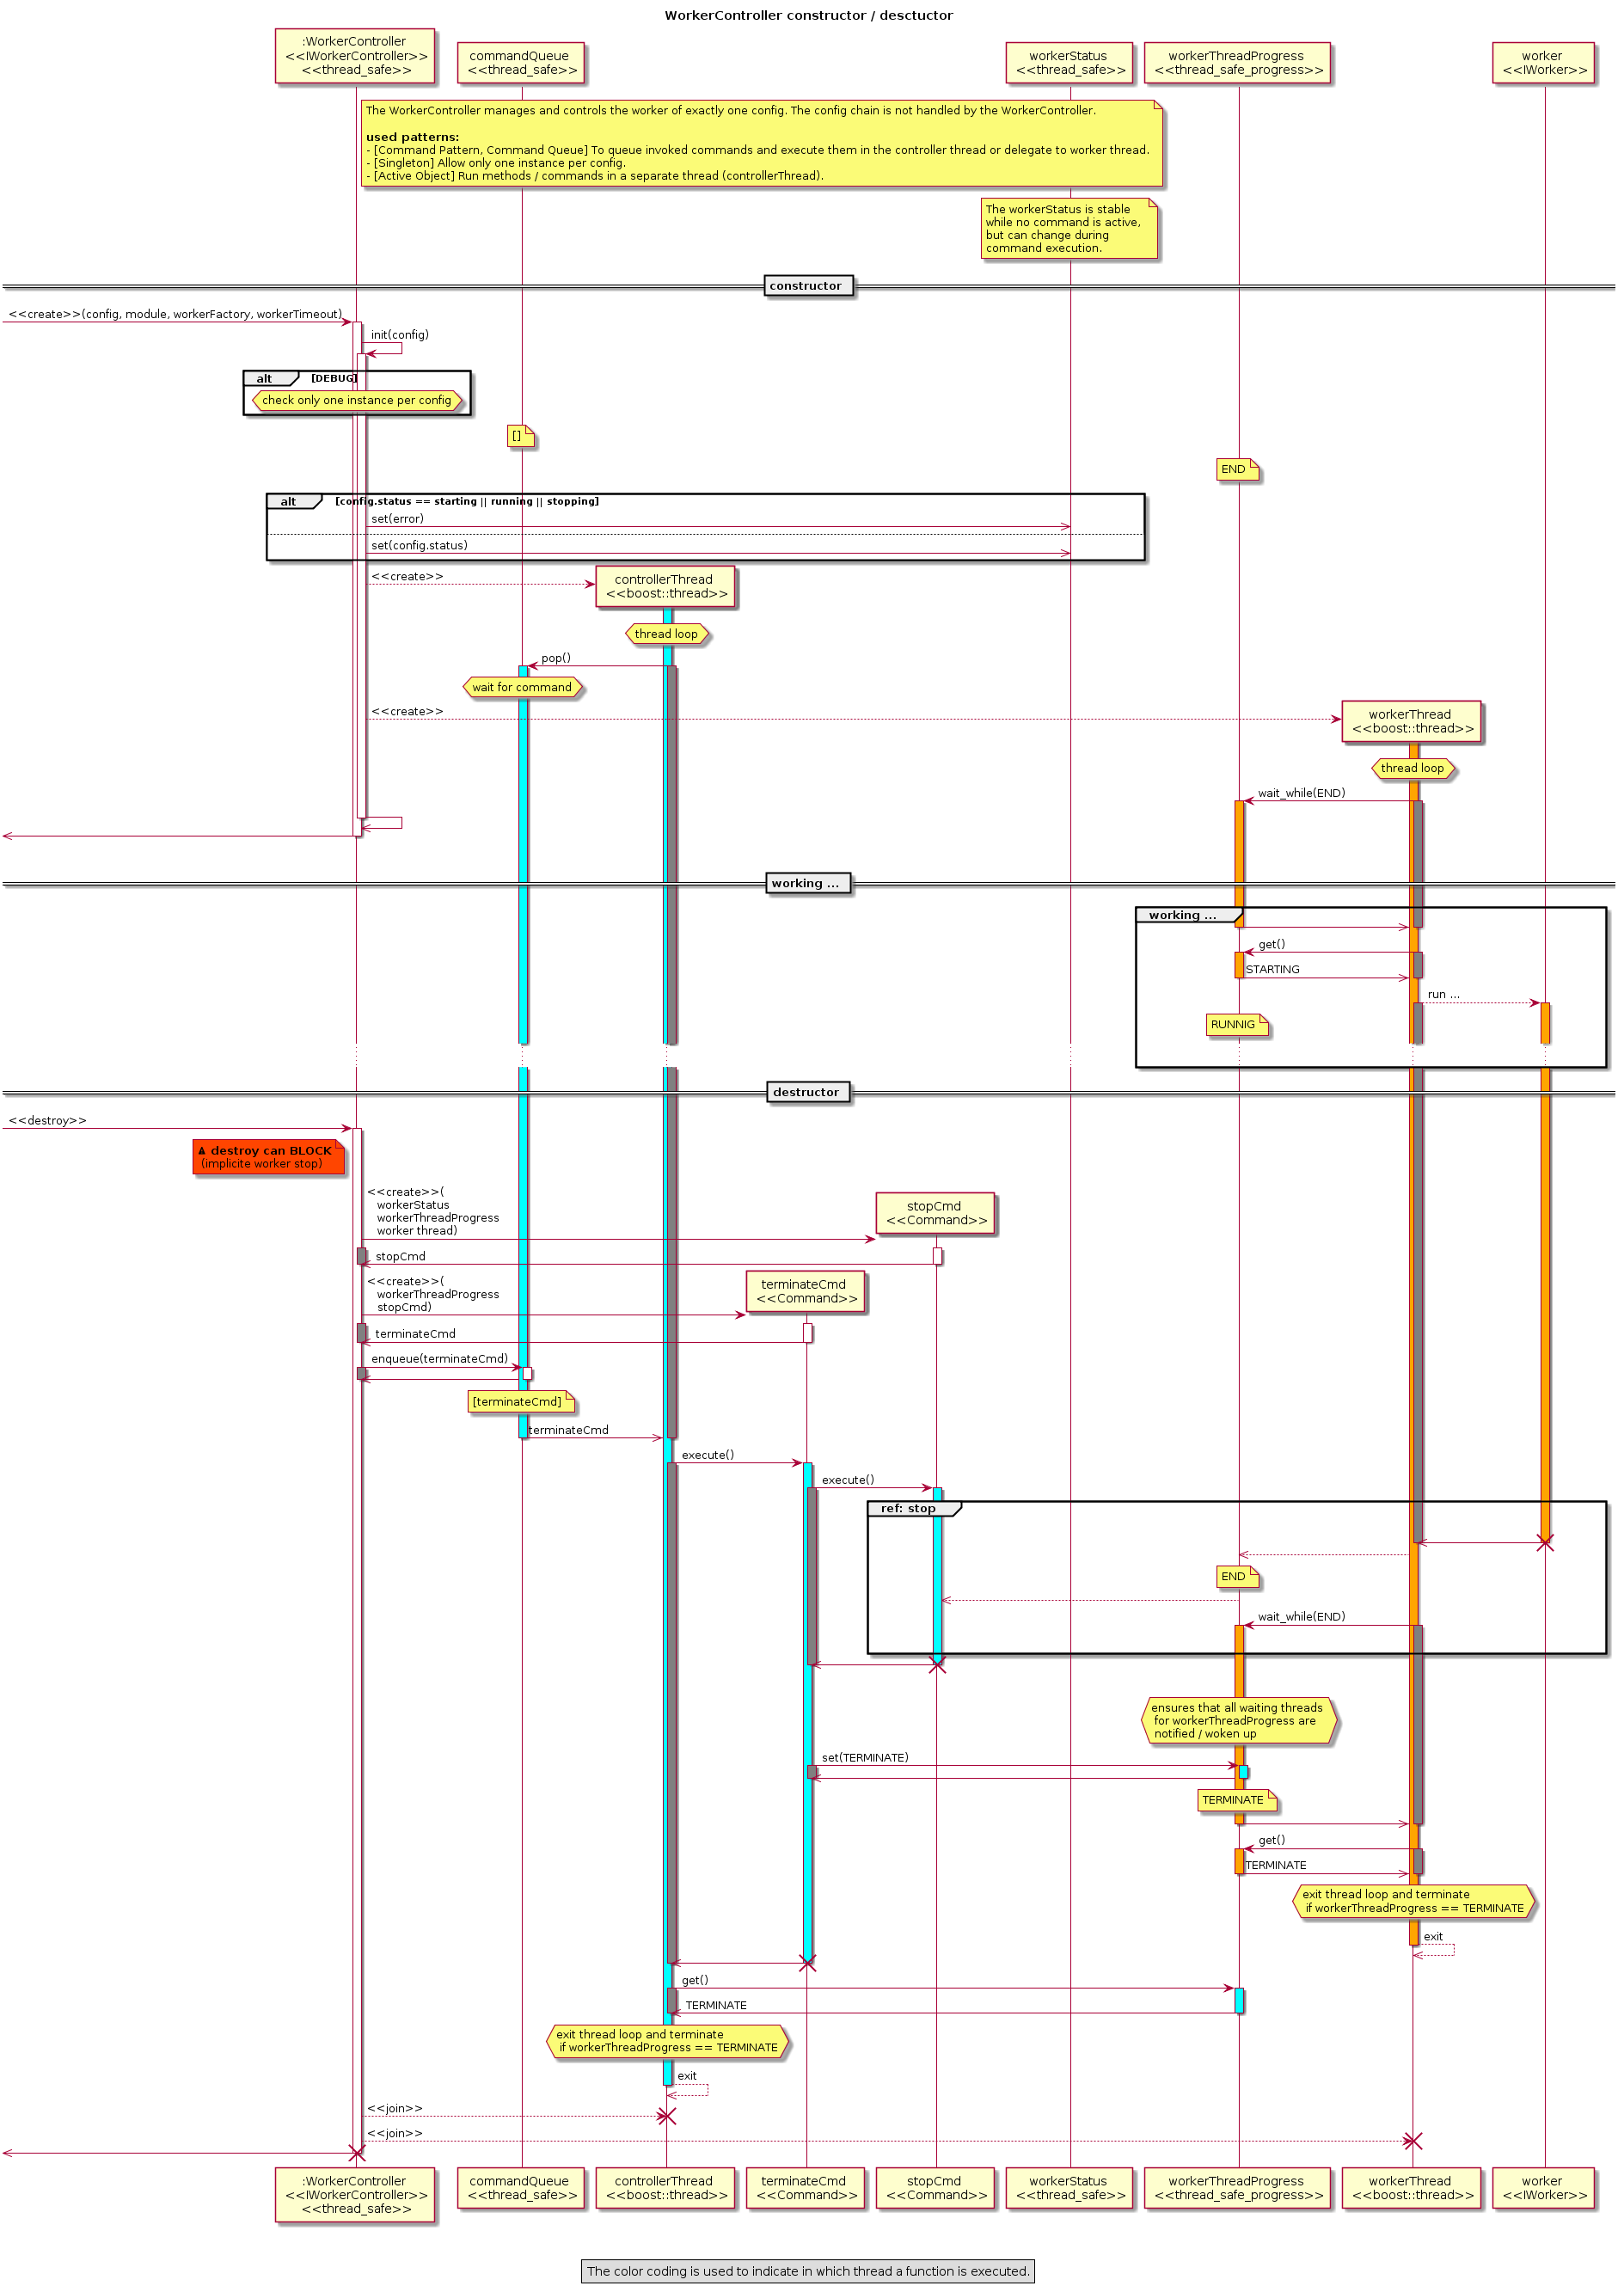 WorkerController constructor / desctuctor
:WorkerController
<<IWorkerController>>
<<thread_safe>>
commandQueue
<<thread_safe>>
workerStatus
<<thread_safe>>
workerThreadProgress
<<thread_safe_progress>>
worker
<<IWorker>>
The WorkerController manages and controls the worker of exactly one config. The config chain is not handled by the WorkerController.
used patterns:
- [Command Pattern, Command Queue] To queue invoked commands and execute them in the controller thread or delegate to worker thread.
- [Singleton] Allow only one instance per config.
- [Active Object] Run methods / commands in a separate thread (controllerThread).
The workerStatus is stable
while no command is active,
but can change during
command execution.
constructor
<<create>>(config, module, workerFactory, workerTimeout)
init(config)
alt [DEBUG]
check only one instance per config
[]
END
alt [config.status == starting || running || stopping]
set(error)
set(config.status)
<<create>>
controllerThread
<<boost::thread>>
thread loop
pop()
wait for command
<<create>>
workerThread
<<boost::thread>>
thread loop
wait_while(END)
working ...
working ...
get()
STARTING
run ...
RUNNIG
destructor
<<destroy>>
⚠ destroy can BLOCK
(implicite worker stop)
<<create>>(
workerStatus
workerThreadProgress
worker thread)
stopCmd
<<Command>>
stopCmd
<<create>>(
workerThreadProgress
stopCmd)
terminateCmd
<<Command>>
terminateCmd
enqueue(terminateCmd)
[terminateCmd]
terminateCmd
execute()
execute()
ref: stop
END
wait_while(END)
ensures that all waiting threads
for workerThreadProgress are
notified / woken up
set(TERMINATE)
TERMINATE
get()
TERMINATE
exit thread loop and terminate
if workerThreadProgress == TERMINATE
exit
get()
TERMINATE
exit thread loop and terminate
if workerThreadProgress == TERMINATE
exit
<<join>>
<<join>>
:WorkerController
<<IWorkerController>>
<<thread_safe>>
commandQueue
<<thread_safe>>
controllerThread
<<boost::thread>>
terminateCmd
<<Command>>
stopCmd
<<Command>>
workerStatus
<<thread_safe>>
workerThreadProgress
<<thread_safe_progress>>
workerThread
<<boost::thread>>
worker
<<IWorker>>
The color coding is used to indicate in which thread a function is executed.